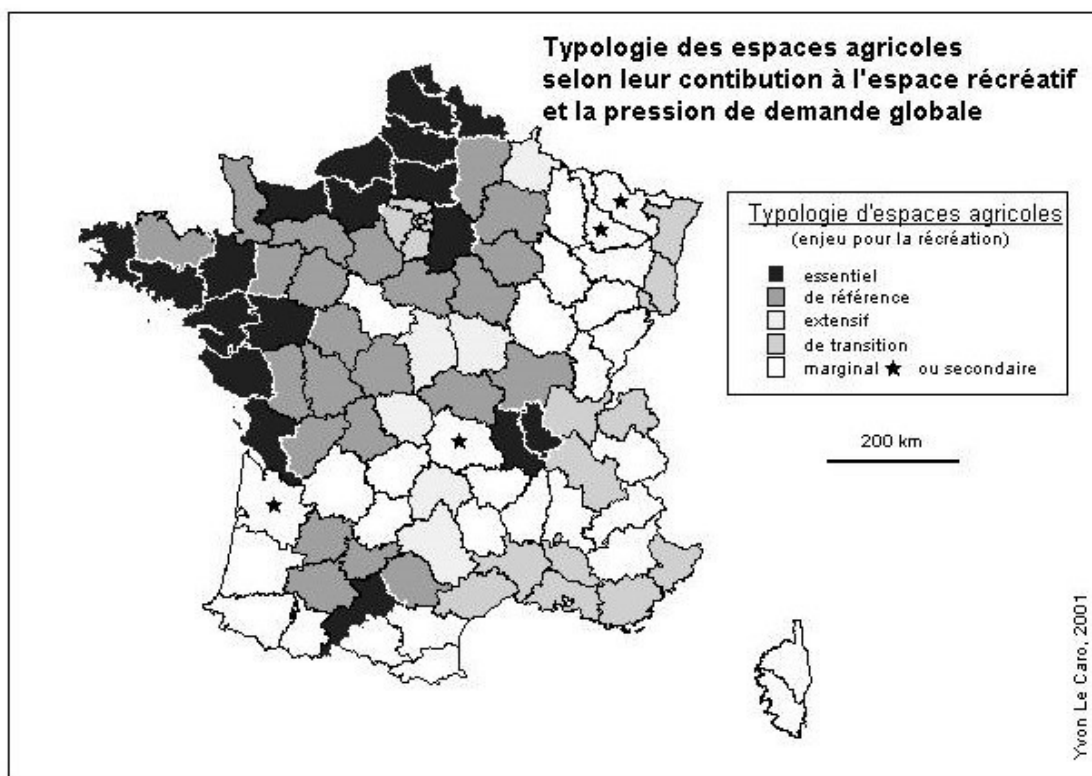 Typologie des espaces agricoles
selon leur contibution à l'espace récréatif
et la pression de demande globale
Typologie d'espaces agricoles
(enjeu pour la récréation)
essentiel
de référence
extensif
de transition
marginal ★ ou secondaire
200 km
Yvon Le Caro, 2001